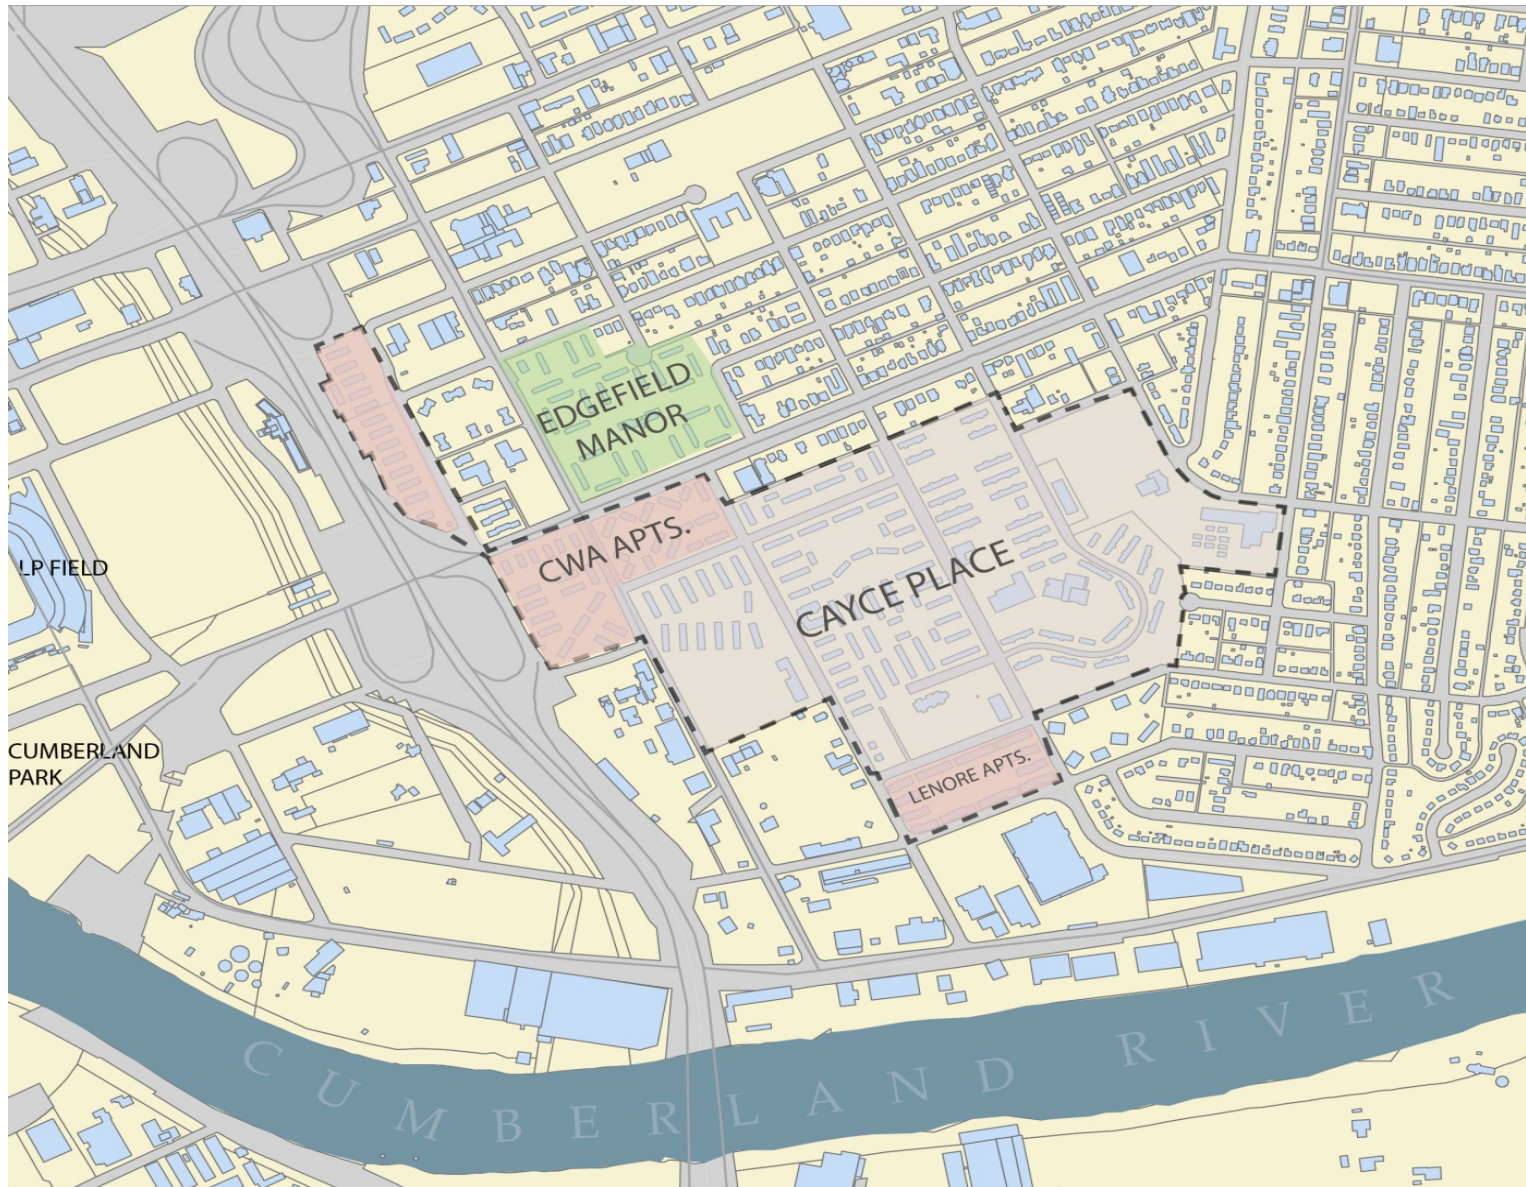 EDGEFIELD
MANOR
CWA APTS.
CAYCE PLACE
LP FIELD
CUMBERLAND
PARK
LENORE APTS.
CUMBERLAND RIVER